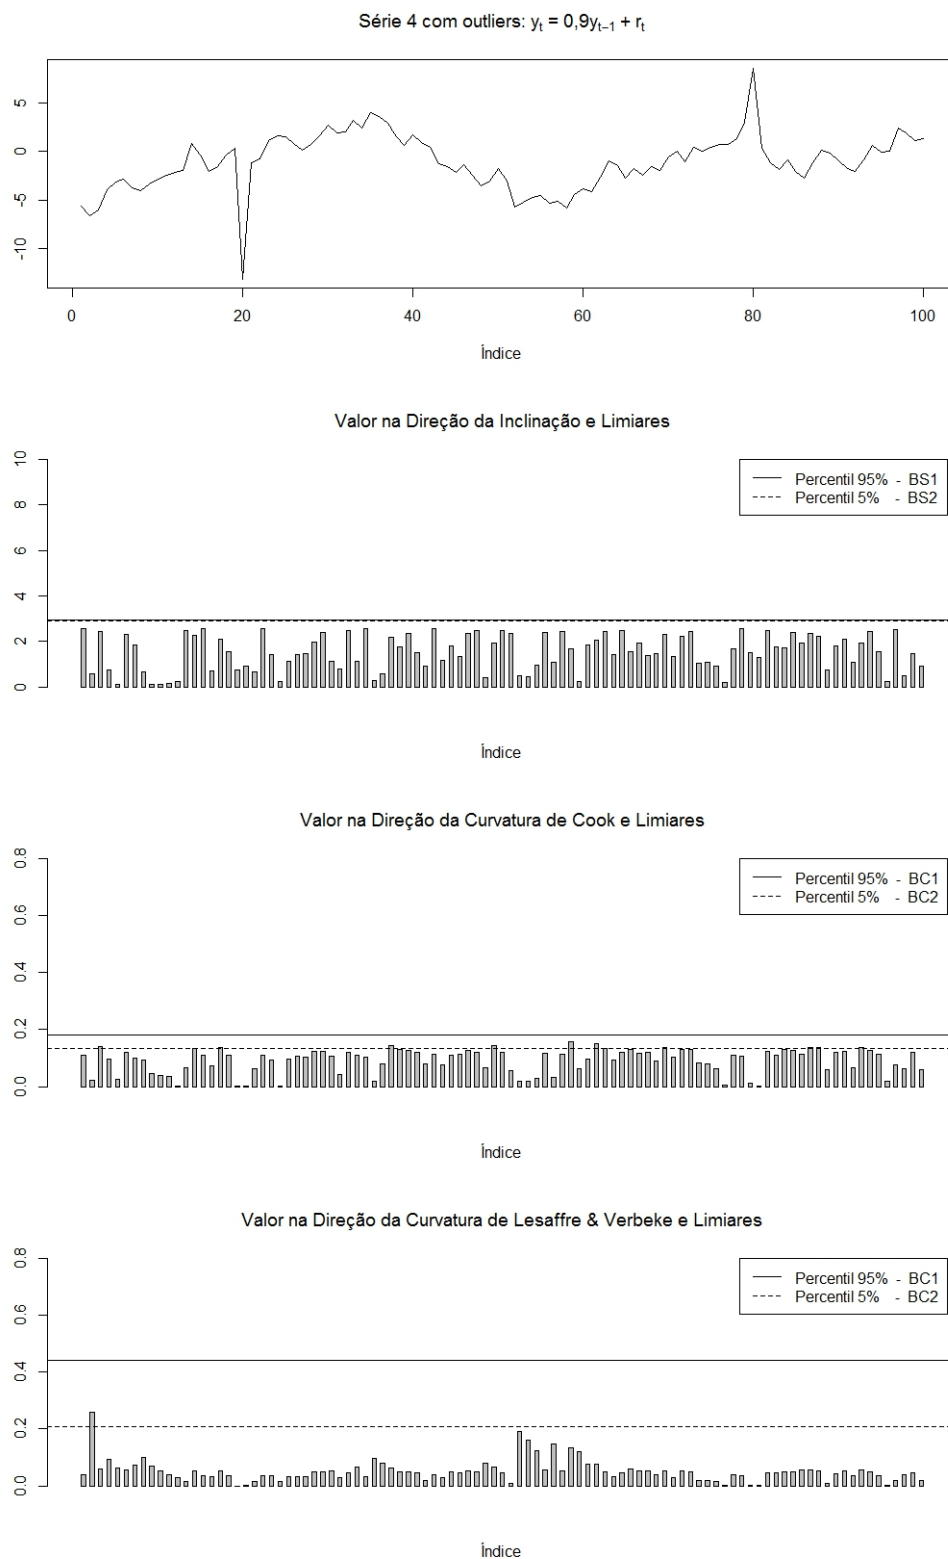 Série 4 com outliers: yt = 0,9yt−1 + rt
5
0
-5
-10
0 20 40 60 80 100
Índice
Valor na Direção da Inclinação e Limiares
10
8
6
4
2
0
Percentil 95% - BS1
Percentil 5% - BS2
Índice
Valor na Direção da Curvatura de Cook e Limiares
0.8
0.6
0.4
0.2
0.0
Percentil 95% - BC1
Percentil 5% - BC2
Índice
Valor na Direção da Curvatura de Lesaffre & Verbeke e Limiares
0.8
0.6
0.4
0.2
0.0
Percentil 95% - BC1
Percentil 5% - BC2
Índice